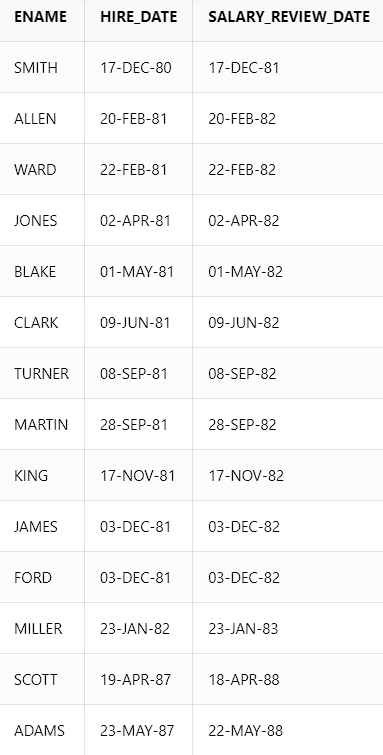 ENAME HIRE_DATE SALARY_REVIEW_DATE
SMITH 17-DEC-80 17-DEC-81
ALLEN 20-FEB-81 20-FEB-82
WARD 22-FEB-81 22-FEB-82
JONES 02-APR-81 02-APR-82
BLAKE 01-MAY-81 01-MAY-82
CLARK 09-JUN-81 09-JUN-82
TURNER 08-SEP-81 08-SEP-82
MARTIN 28-SEP-81 28-SEP-82
KING 17-NOV-81 17-NOV-82
JAMES 03-DEC-81 03-DEC-82
FORD 03-DEC-81 03-DEC-82
MILLER 23-JAN-82 23-JAN-83
SCOTT 19-APR-87 18-APR-88
ADAMS 23-MAY-87 22-MAY-88